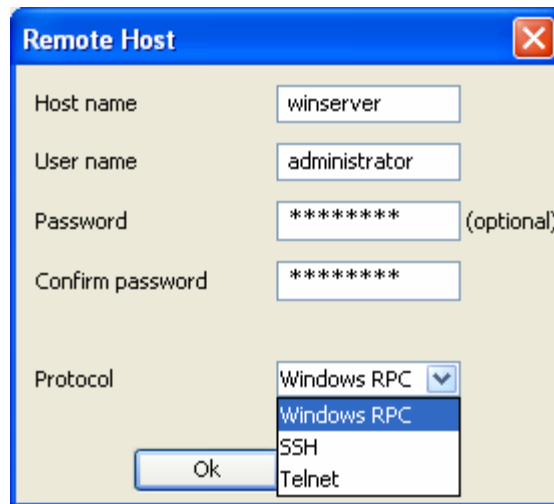 Remote Host
Host name winserver
User name administrator
Password ******** (optional)
Confirm password ********
Protocol Windows RPC
Windows RPC
SSH
Telnet
Ok